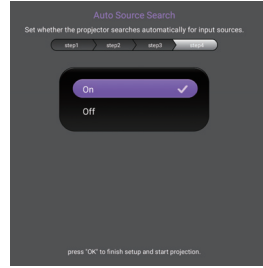 Auto Source Search
Set whether the propjector searches automatically for input sources.
step1 step2 step3 step4
On
Off
press "OK" to finish setup and start projection.